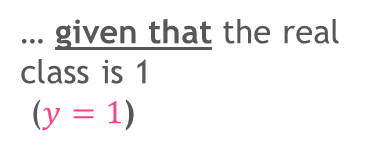 ... given that the real
class is 1
(y = 1)